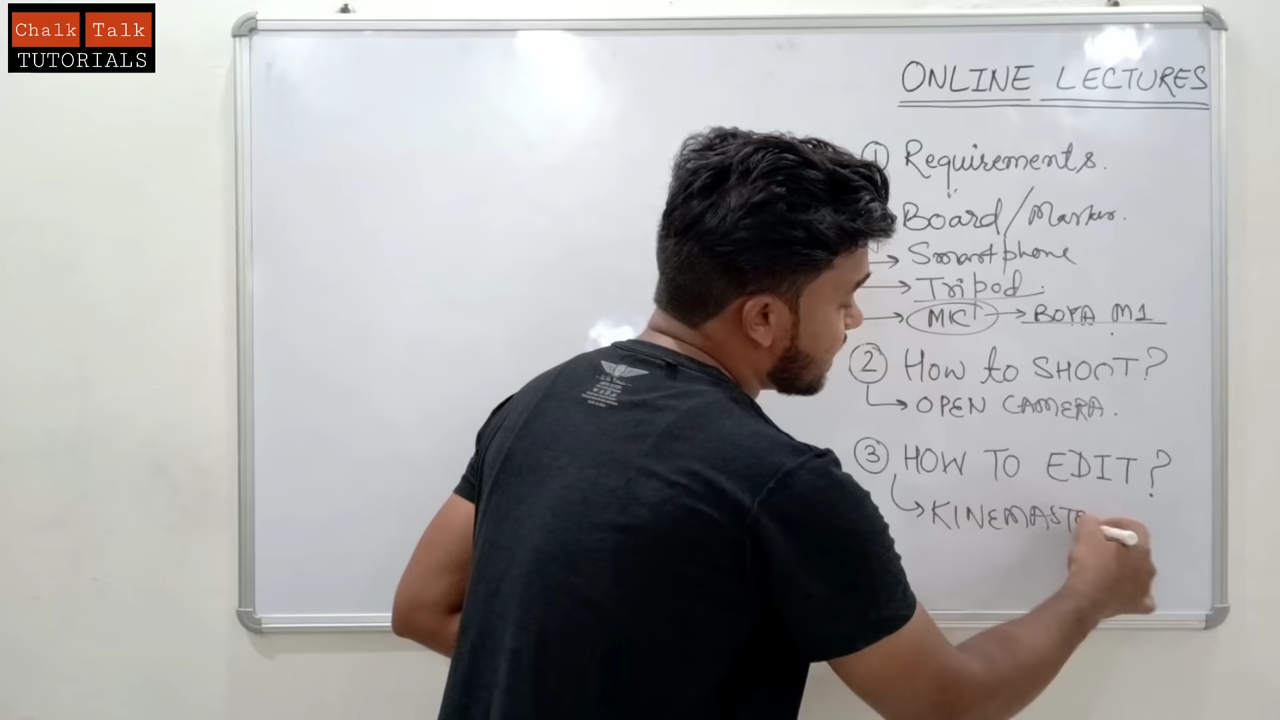 Chalk Talk
TUTORIALS
ONLINE LECTURES
① Requirements.
Board/Marker.
→ Smartphone
→ Tripod.
→ MIC → BOYA M1
② HOW to SHOOT?
→ OPEN CAMERA.
③ HOW TO EDIT?
→ KINEMASTE